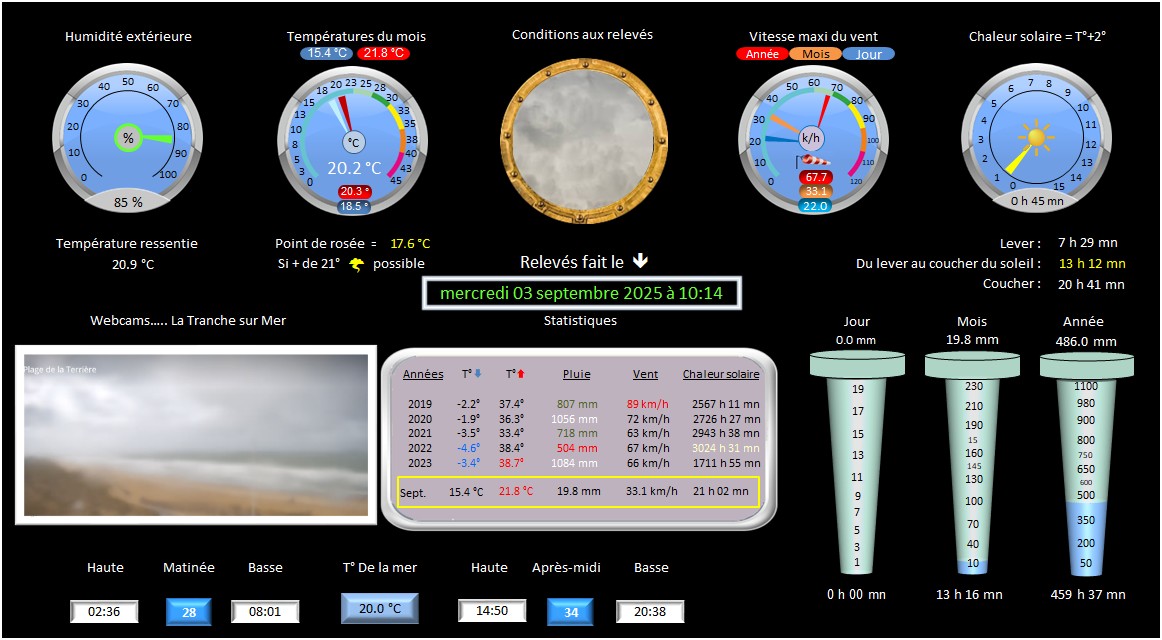 Humidité extérieure
Températures du mois
15.4 °C 21.8 °C
Conditions aux relevés
Vitesse maxi du vent
Année Mois Jour
Chaleur solaire = T°+2°
0 10 20 30 40 50 60 70 80 90 100
%
85 %
0 3 5 8 10 13 15 18 20 23 25 28 30 33 35 38 40 43 45
°C
20.2 °C
20.3 °
18.5 °
0 10 20 30 40 50 60 70 80 90 100 110 120
k/h
67.7
33.1
22.0
0 1 2 3 4 5 6 7 8 9 10 11 12 13 14 15
0 h 45 mn
Température ressentie
20.9 °C
Point de rosée = 17.6 °C
Si + de 21° possible
Relevés fait le
mercredi 03 septembre 2025 à 10:14
Lever : 7 h 29 mn
Du lever au coucher du soleil : 13 h 12 mn
Coucher : 20 h 41 mn
Webcams..... La Tranche sur Mer
Plage de la Terrière
Statistiques
Années T° T° Pluie Vent Chaleur solaire
2019 -2.2° 37.4° 807 mm 89 km/h 2567 h 11 mn
2020 -1.9° 36.3° 1056 mm 72 km/h 2726 h 27 mn
2021 -3.5° 33.4° 718 mm 63 km/h 2943 h 38 mn
2022 -4.6° 38.4° 504 mm 67 km/h 3024 h 31 mn
2023 -3.4° 38.7° 1084 mm 66 km/h 1711 h 55 mn
Sept. 15.4 °C 21.8 °C 19.8 mm 33.1 km/h 21 h 02 mn
Jour
0.0 mm
19
17
15
13
11
9
7
5
3
1
0 h 00 mn
Mois
19.8 mm
230
210
190
15
160
145
130
100
70
40
10
13 h 16 mn
Année
486.0 mm
1100
980
900
800
750
650
600
500
350
200
50
459 h 37 mn
Haute Matinée Basse T° De la mer Haute Après-midi Basse
02:36 28 08:01 20.0 °C 14:50 34 20:38